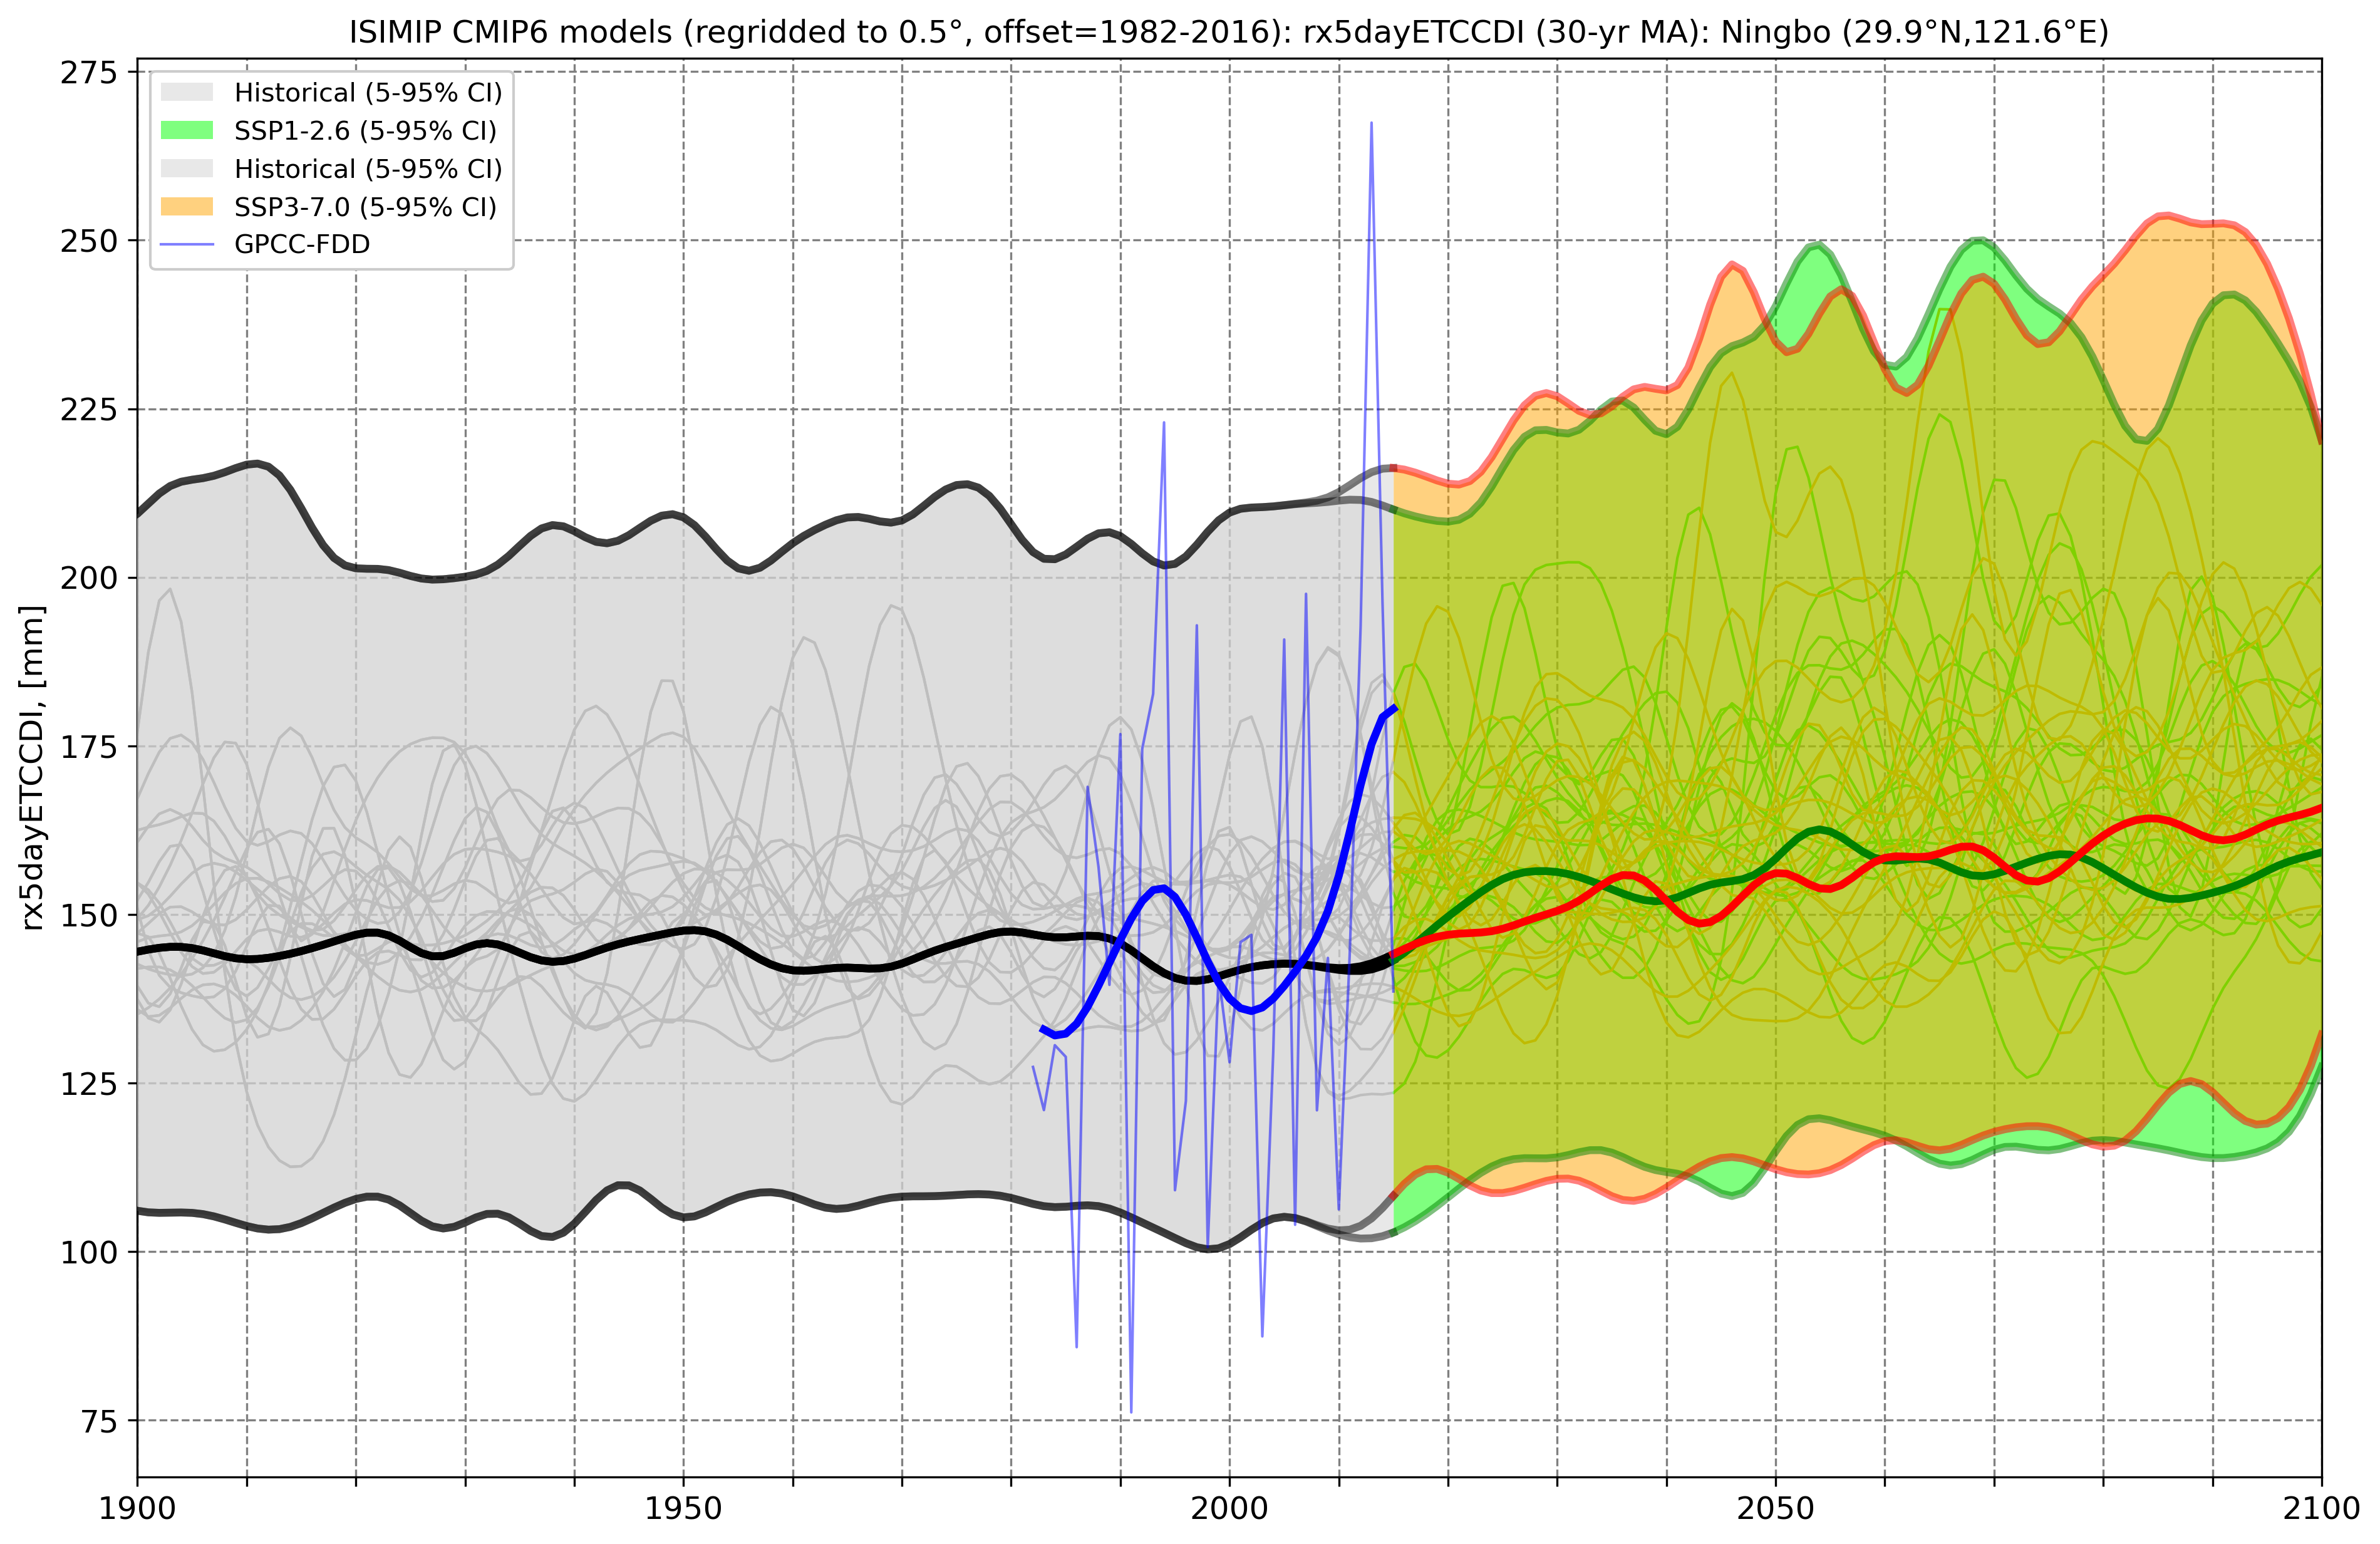 ISIMIP CMIP6 models (regridded to 0.5°, offset=1982-2016): rx5dayETCCDI (30-yr MA): Ningbo (29.9°N,121.6°E)
275
250
225
200
175
150
125
100
75
rx5dayETCCDI, [mm]
Historical (5-95% CI)
SSP1-2.6 (5-95% CI)
Historical (5-95% CI)
SSP3-7.0 (5-95% CI)
GPCC-FDD
1900
1950
2000
2050
2100